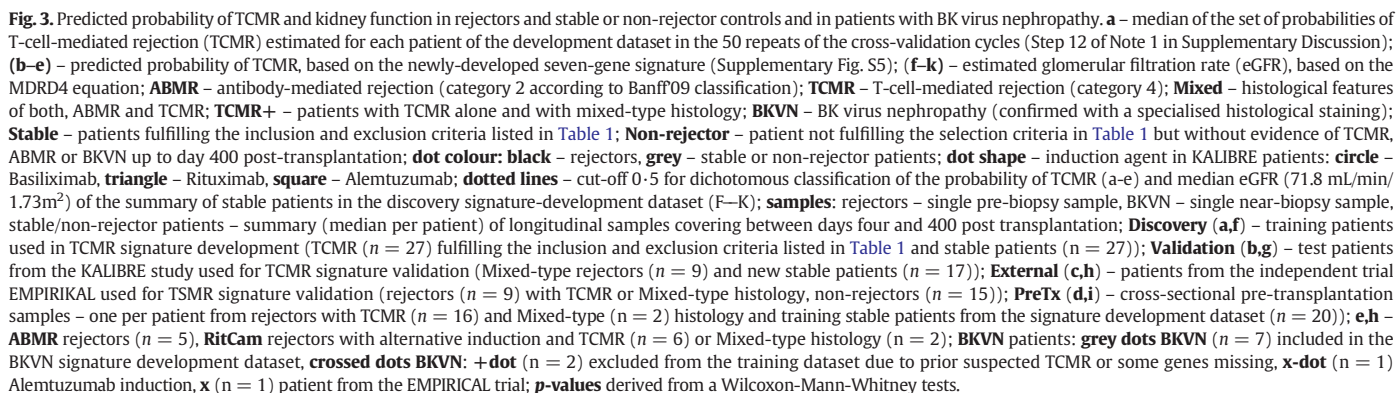 Fig. 3. Predicted probability of TCMR and kidney function in rejectors and stable or non-rejector controls and in patients with BK virus nephropathy. a – median of the set of probabilities of
T-cell-mediated rejection (TCMR) estimated for each patient of the development dataset in the 50 repeats of the cross-validation cycles (Step 12 of Note 1 in Supplementary Discussion);
(b–e) – predicted probability of TCMR, based on the newly-developed seven-gene signature (Supplementary Fig. S5); (f–k) – estimated glomerular filtration rate (eGFR), based on the
MDRD4 equation; ABMR – antibody-mediated rejection (category 2 according to Banff'09 classification); TCMR – T-cell-mediated rejection (category 4); Mixed – histological features
of both, ABMR and TCMR; TCMR+ – patients with TCMR alone and with mixed-type histology; BKVN – BK virus nephropathy (confirmed with a specialised histological staining);
Stable – patients fulfilling the inclusion and exclusion criteria listed in Table 1; Non-rejector – patient not fulfilling the selection criteria in Table 1 but without evidence of TCMR,
ABMR or BKVN up to day 400 post-transplantation; dot colour: black – rejectors, grey – stable or non-rejector patients; dot shape – induction agent in KALIBRE patients: circle –
Basiliximab, triangle – Rituximab, square – Alemtuzumab; dotted lines – cut-off 0·5 for dichotomous classification of the probability of TCMR (a-e) and median eGFR (71.8 mL/min/
1.73m²) of the summary of stable patients in the discovery signature-development dataset (F—K); samples: rejectors – single pre-biopsy sample, BKVN – single near-biopsy sample,
stable/non-rejector patients – summary (median per patient) of longitudinal samples covering between days four and 400 post transplantation; Discovery (a,f) – training patients
used in TCMR signature development (TCMR (n = 27) fulfilling the inclusion and exclusion criteria listed in Table 1 and stable patients (n = 27)); Validation (b,g) – test patients
from the KALIBRE study used for TCMR signature validation (Mixed-type rejectors (n = 9) and new stable patients (n = 17)); External (c,h) – patients from the independent trial
EMPIRIKAL used for TSMR signature validation (rejectors (n = 9) with TCMR or Mixed-type histology, non-rejectors (n = 15)); PreTx (d,i) – cross-sectional pre-transplantation
samples – one per patient from rejectors with TCMR (n = 16) and Mixed-type (n = 2) histology and training stable patients from the signature development dataset (n = 20)); e,h –
ABMR rejectors (n = 5), RitCam rejectors with alternative induction and TCMR (n = 6) or Mixed-type histology (n = 2); BKVN patients: grey dots BKVN (n = 7) included in the
BKVN signature development dataset, crossed dots BKVN: +dot (n = 2) excluded from the training dataset due to prior suspected TCMR or some genes missing, x-dot (n = 1)
Alemtuzumab induction, x (n = 1) patient from the EMPIRICAL trial; p-values derived from a Wilcoxon-Mann-Whitney tests.